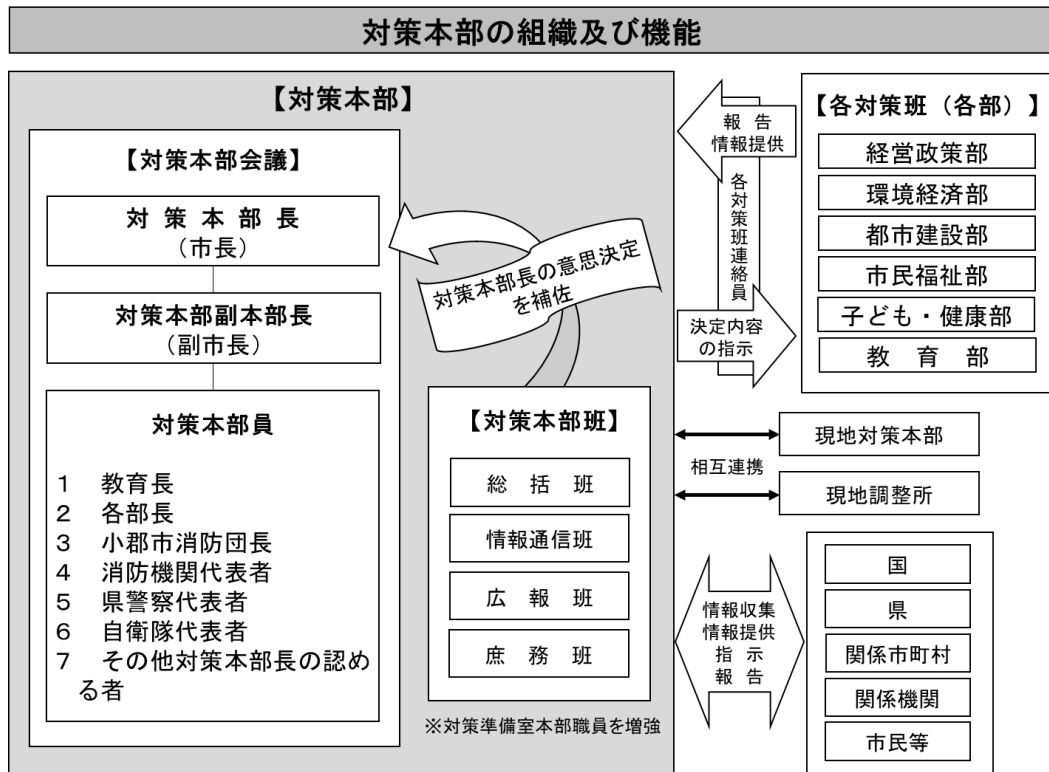 対策本部の組織及び機能
【対策本部】
【対策本部会議】
対策本部長
（市長）
対策本部副本部長
（副市長）
対策本部員
1 教育長
2 各部長
3 小郡市消防団長
4 消防機関代表者
5 県警察代表者
6 自衛隊代表者
7 その他対策本部長の認め
る者
対策本部長の意思決定
を補佐
【対策本部班】
総括班
情報通信班
広報班
庶務班
※対策準備室本部職員を増強
報告
情報提供
各対策班連絡員
決定内容
の指示
【各対策班（各部）】
経営政策部
環境経済部
都市建設部
市民福祉部
子ども・健康部
教育部
現地対策本部
相互連携
現地調整所
情報収集
情報提供
指示
報告
国
県
関係市町村
関係機関
市民等